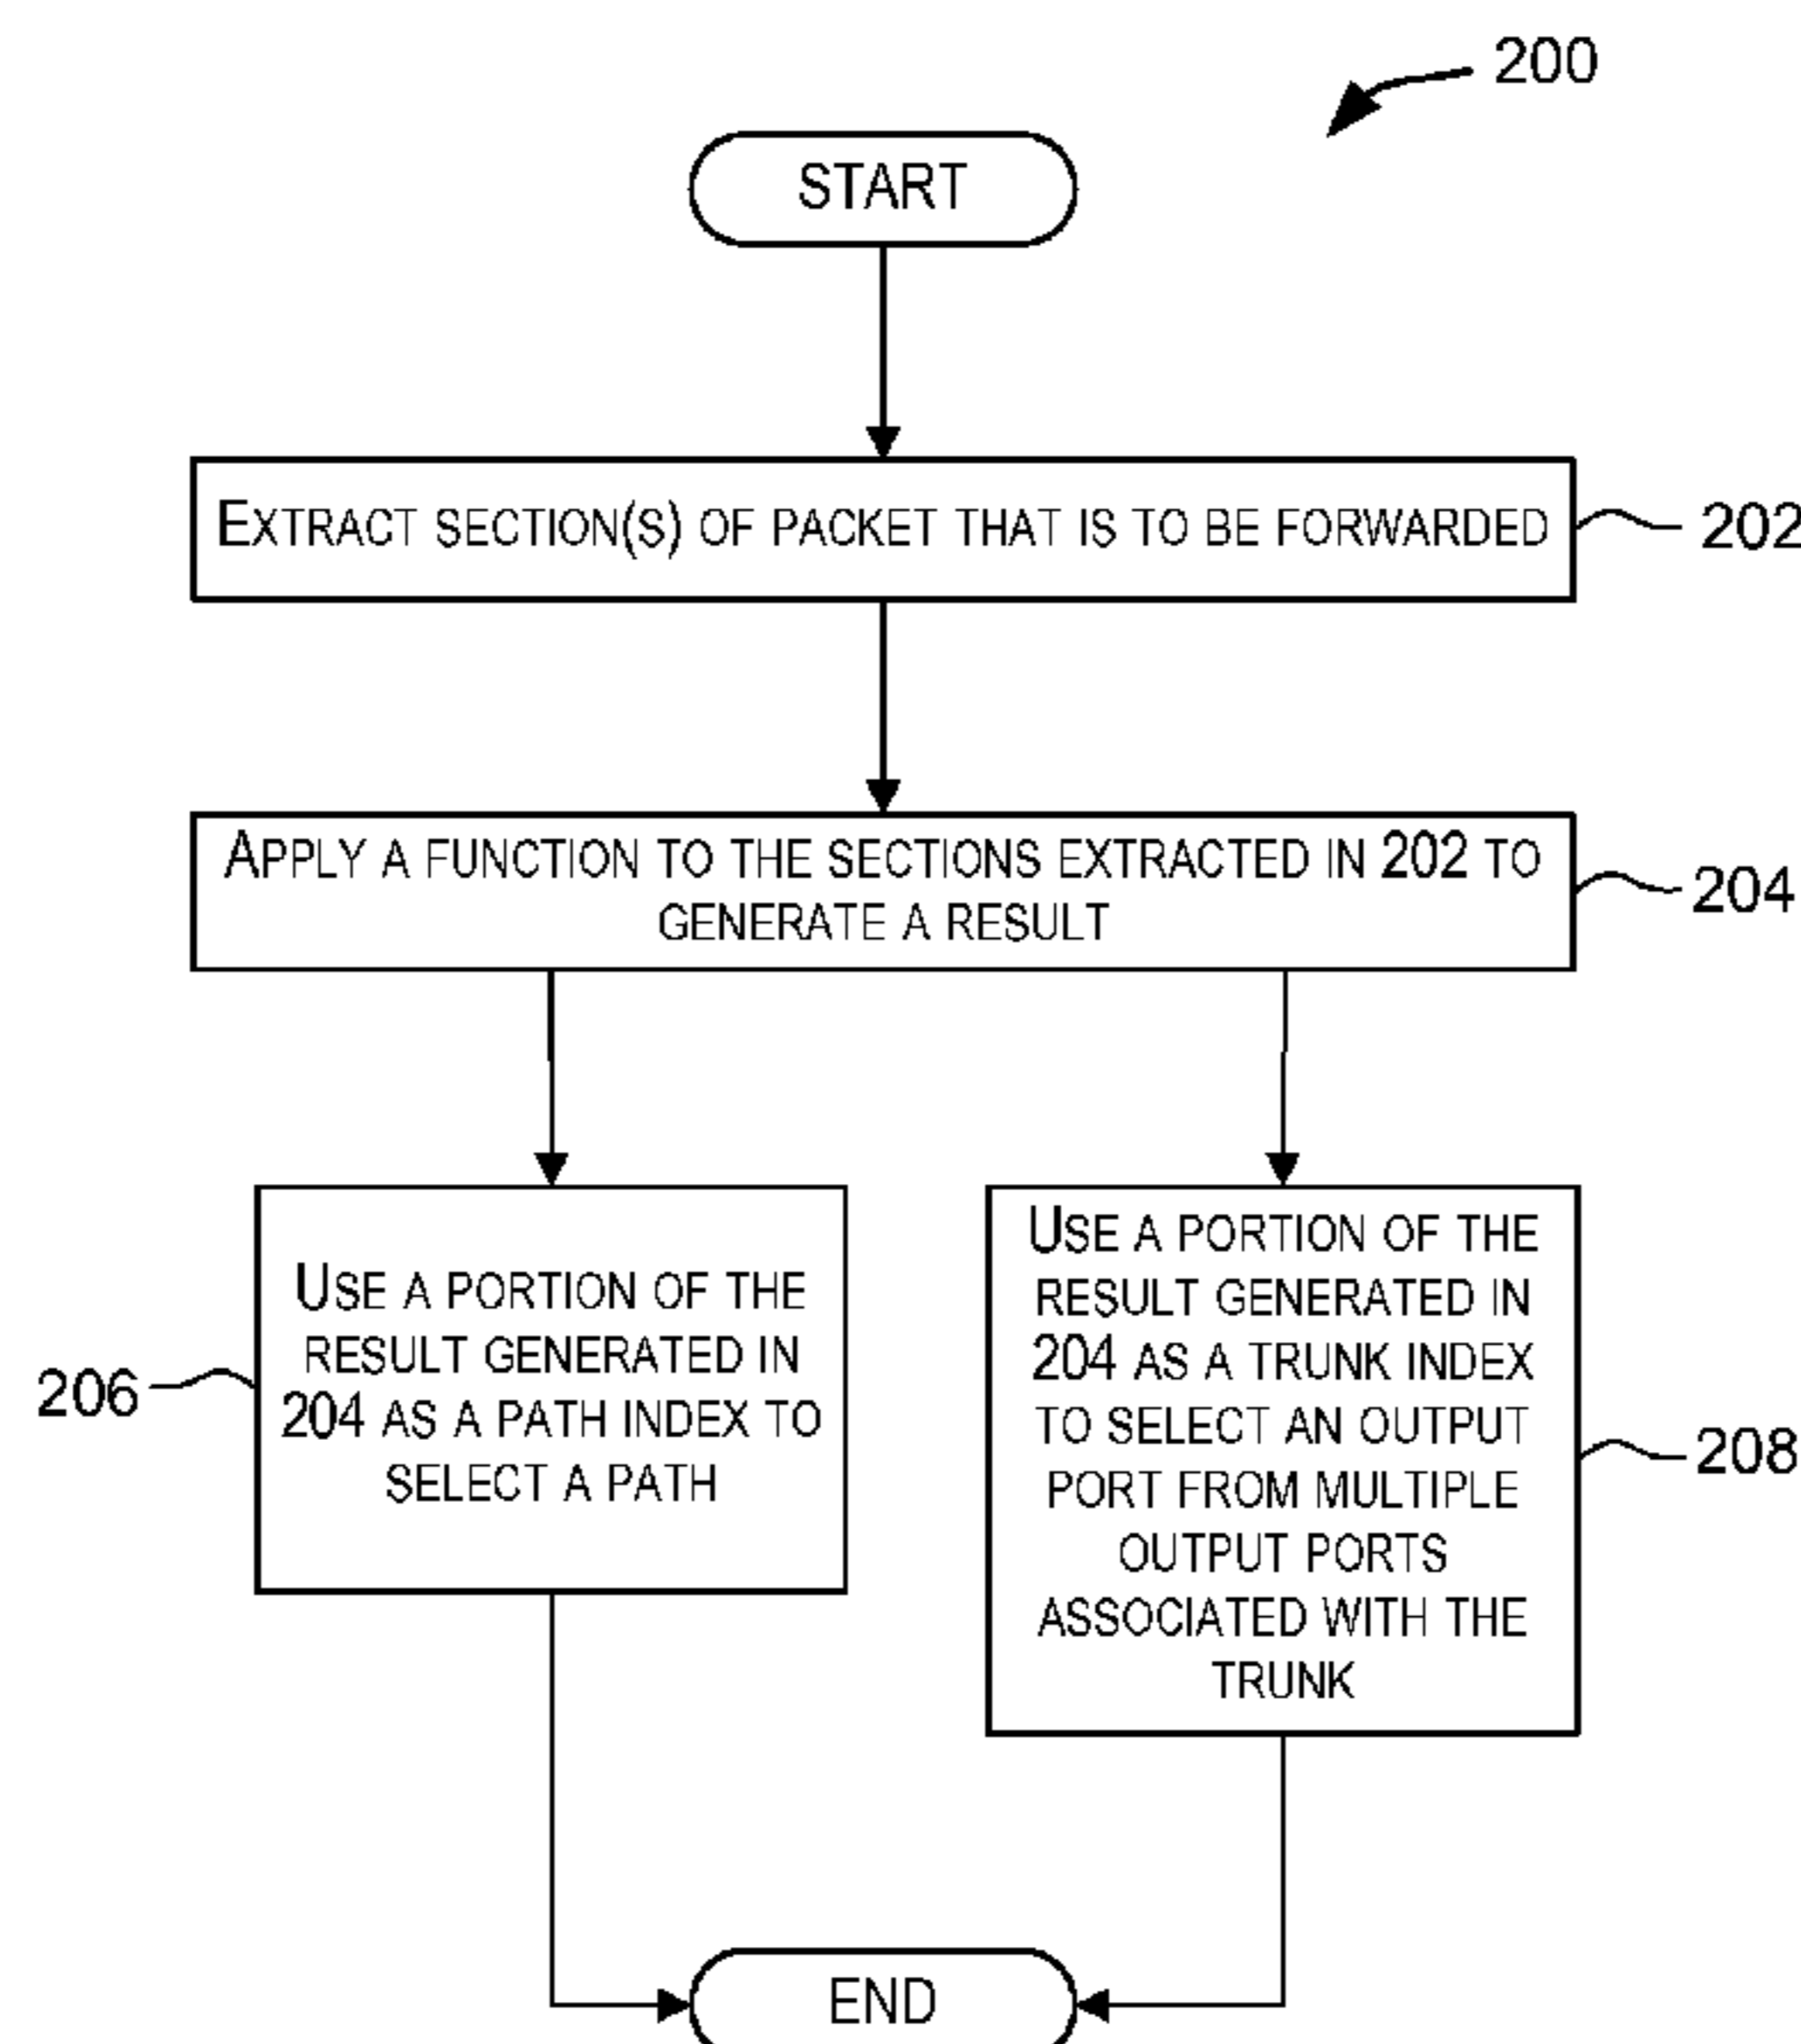 200
START
EXTRACT SECTION(S) OF PACKET THAT IS TO BE FORWARDED
202
APPLY A FUNCTION TO THE SECTIONS EXTRACTED IN 202 TO
GENERATE A RESULT
204
USE A PORTION OF THE
RESULT GENERATED IN
204 AS A PATH INDEX TO
SELECT A PATH
206
USE A PORTION OF THE
RESULT GENERATED IN
204 AS A TRUNK INDEX
TO SELECT AN OUTPUT
PORT FROM MULTIPLE
OUTPUT PORTS
ASSOCIATED WITH THE
TRUNK
208
END